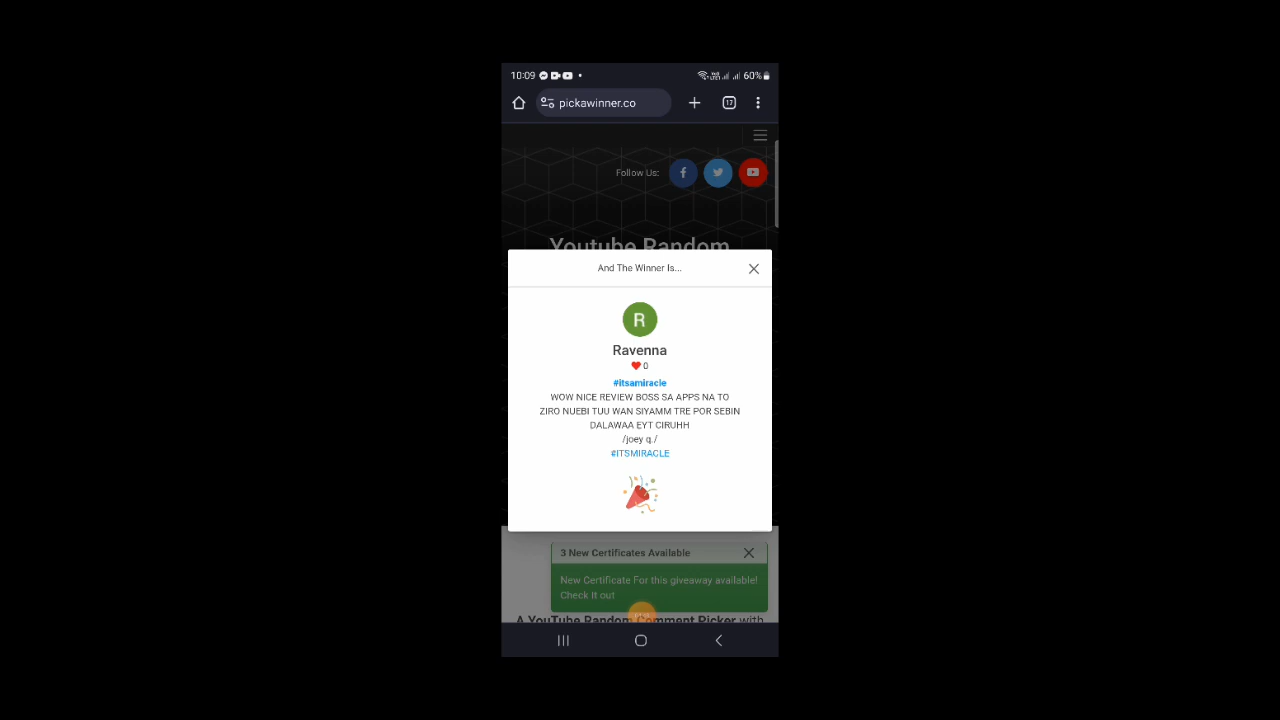 10:09
60%
pickawinner.co
17
Follow Us:
Youtube Random
And The Winner Is...
R
Ravenna
0
#itsamiracle
WOW NICE REVIEW BOSS SA APPS NA TO
ZIRO NUEBI TUU WAN SIYAMM TRE POR SEBIN
DALAWAA EYT CIRUHH
/joey q./
#ITSMIRACLE
3 New Certificates Available
New Certificate For this giveaway available!
Check It out
A YouTube Random Comment Picker with